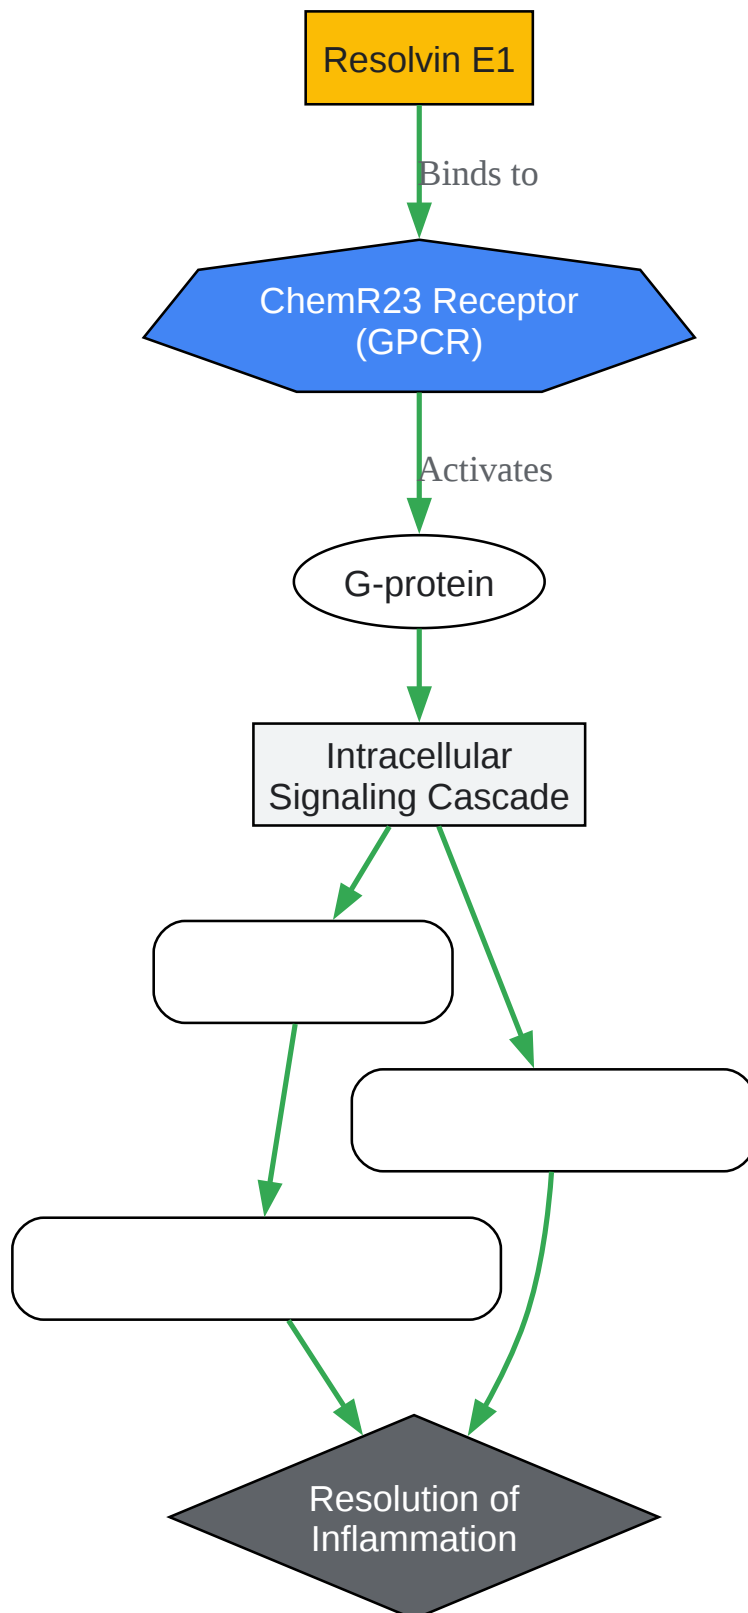 Resolvin E1
Binds to
ChemR23 Receptor
(GPCR)
Activates
G-protein
Intracellular
Signaling Cascade
Resolution of
Inflammation